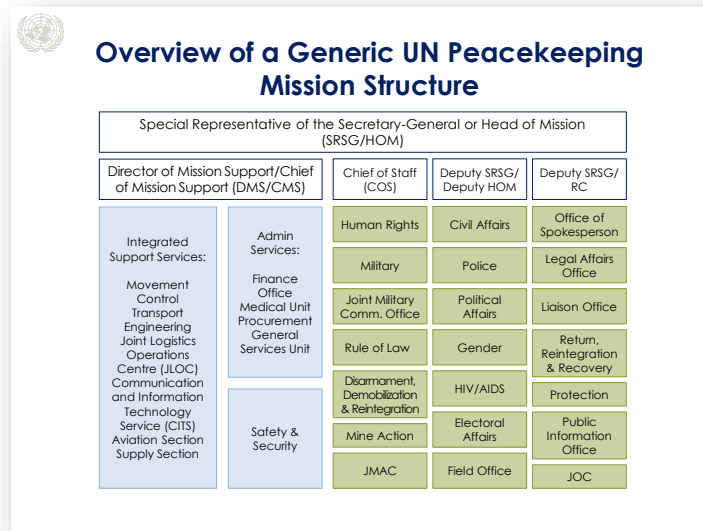 Overview of a Generic UN Peacekeeping
Mission Structure
Special Representative of the Secretary-General or Head of Mission
(SRSG/HOM)
Director of Mission Support/Chief
of Mission Support (DMS/CMS)
Chief of Staff
(COS)
Deputy SRSG/
Deputy HOM
Deputy SRSG/
RC
Integrated
Support Services:
Movement
Control
Transport
Engineering
Joint Logistics
Operations
Centre (JLOC)
Communication
and Information
Technology
Service (CITS)
Aviation Section
Supply Section
Admin
Services:
Finance
Office
Medical Unit
Procurement
General
Services Unit
Safety &
Security
Human Rights
Military
Joint Military
Comm. Office
Rule of Law
Disarmament,
Demobilization
& Reintegration
Mine Action
JMAC
Civil Affairs
Police
Political
Affairs
Gender
HIV/AIDS
Electoral
Affairs
Field Office
Office of
Spokesperson
Legal Affairs
Office
Liaison Office
Return,
Reintegration
& Recovery
Protection
Public
Information
Office
JOC